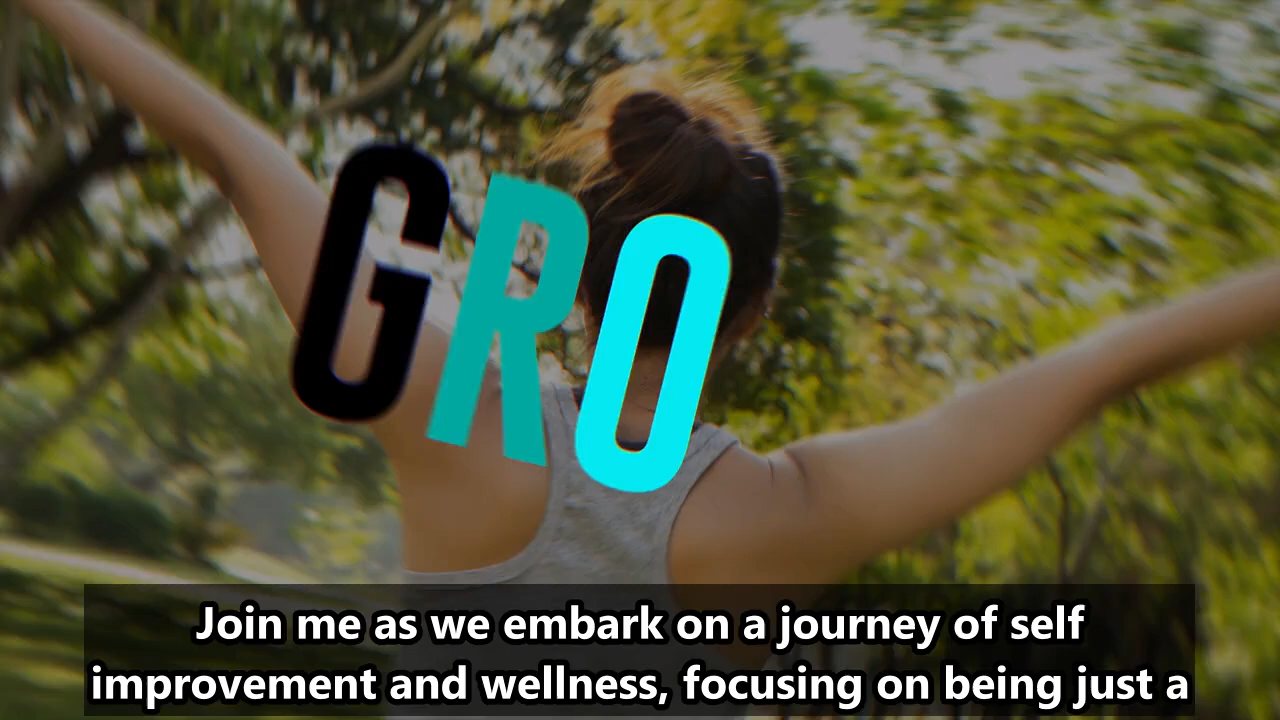 GRO
Join me as we embark on a journey of self
improvement and wellness, focusing on being just a